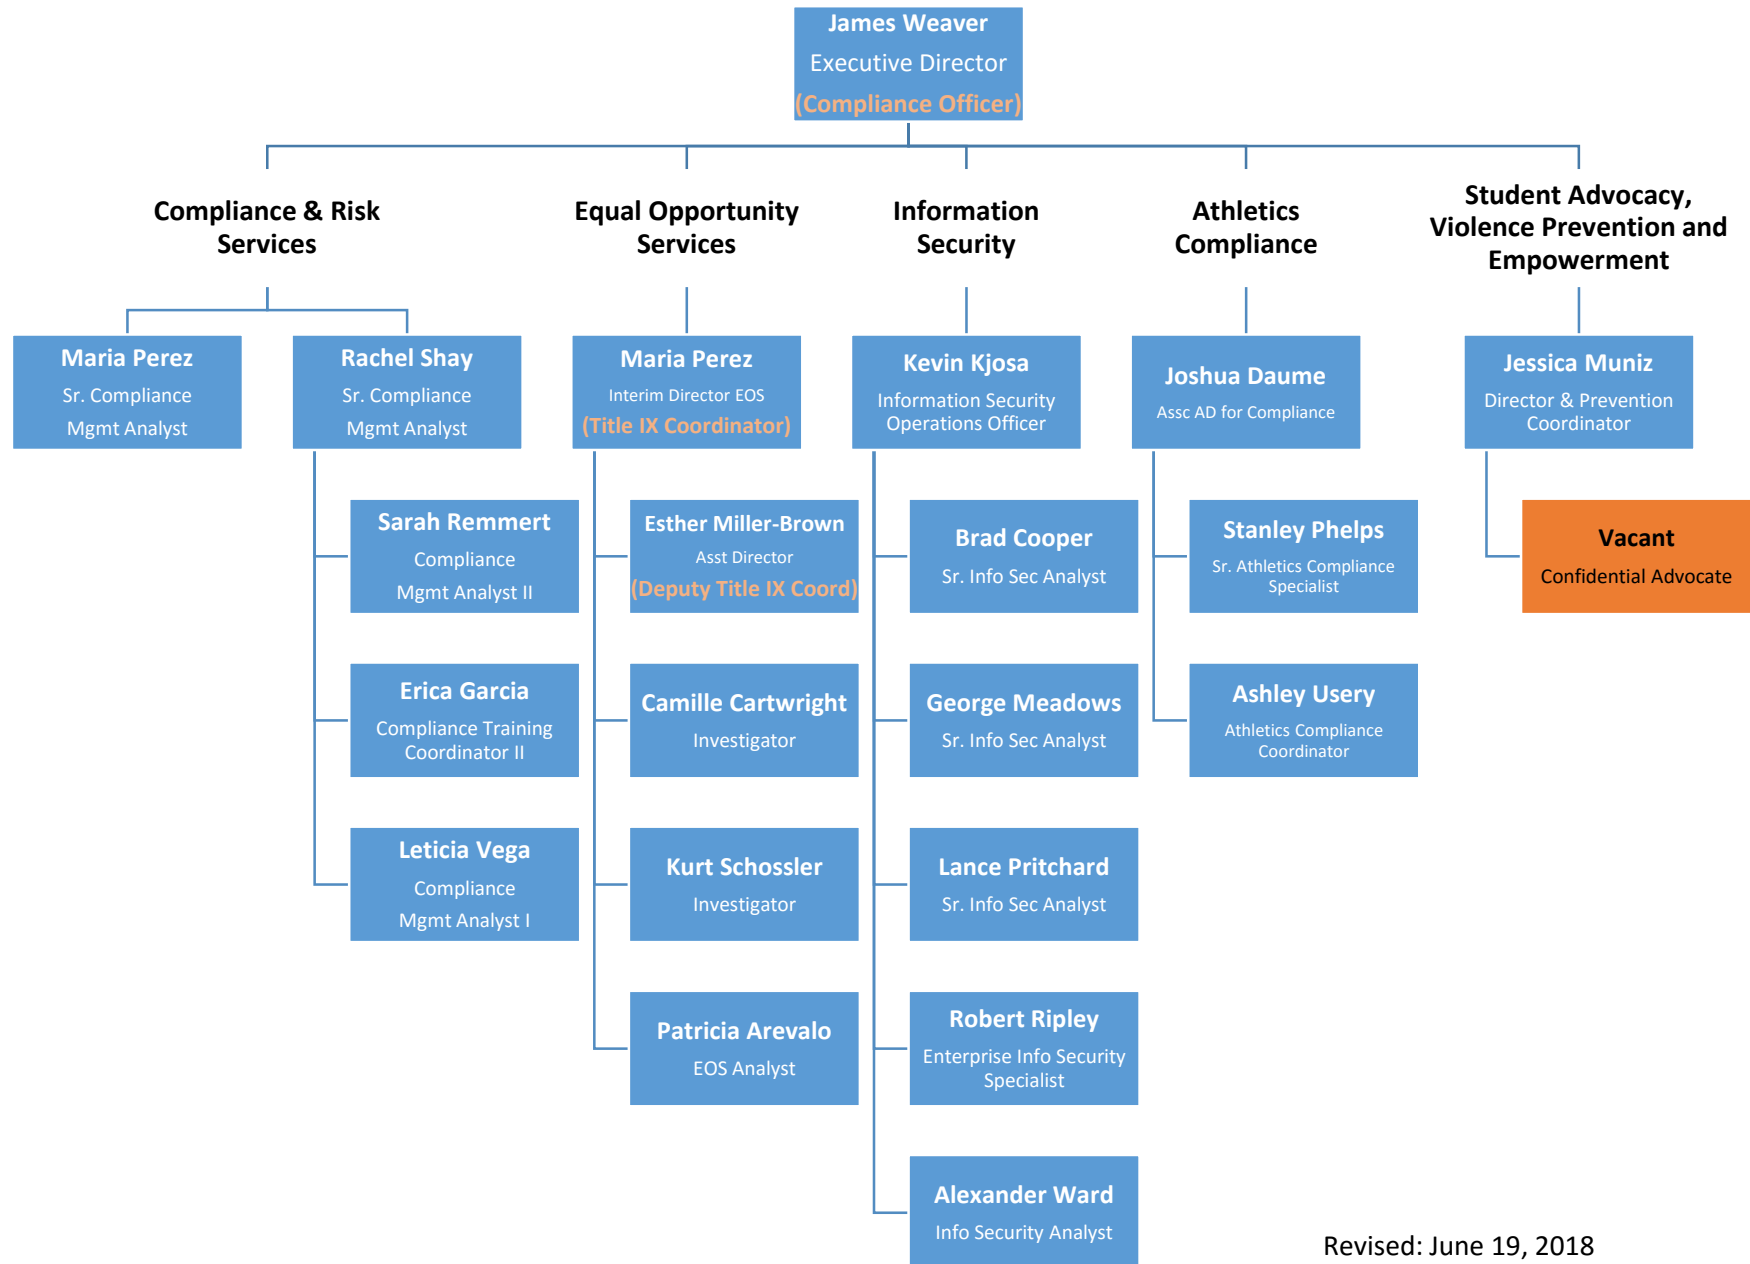 James Weaver
Executive Director
(Compliance Officer)
Compliance & Risk
Services
Equal Opportunity
Services
Information
Security
Athletics
Compliance
Student Advocacy,
Violence Prevention and
Empowerment
Maria Perez
Sr. Compliance
Mgmt Analyst
Rachel Shay
Sr. Compliance
Mgmt Analyst
Sarah Remmert
Compliance
Mgmt Analyst II
Erica Garcia
Compliance Training
Coordinator II
Leticia Vega
Compliance
Mgmt Analyst I
Maria Perez
Interim Director EOS
(Title IX Coordinator)
Esther Miller-Brown
Asst Director
(Deputy Title IX Coord)
Camille Cartwright
Investigator
Kurt Schossler
Investigator
Patricia Arevalo
EOS Analyst
Kevin Kjosa
Information Security
Operations Officer
Brad Cooper
Sr. Info Sec Analyst
George Meadows
Sr. Info Sec Analyst
Lance Pritchard
Sr. Info Sec Analyst
Robert Ripley
Enterprise Info Security
Specialist
Alexander Ward
Info Security Analyst
Joshua Daume
Assc AD for Compliance
Stanley Phelps
Sr. Athletics Compliance
Specialist
Ashley Usery
Athletics Compliance
Coordinator
Jessica Muniz
Director & Prevention
Coordinator
Vacant
Confidential Advocate
Revised: June 19, 2018